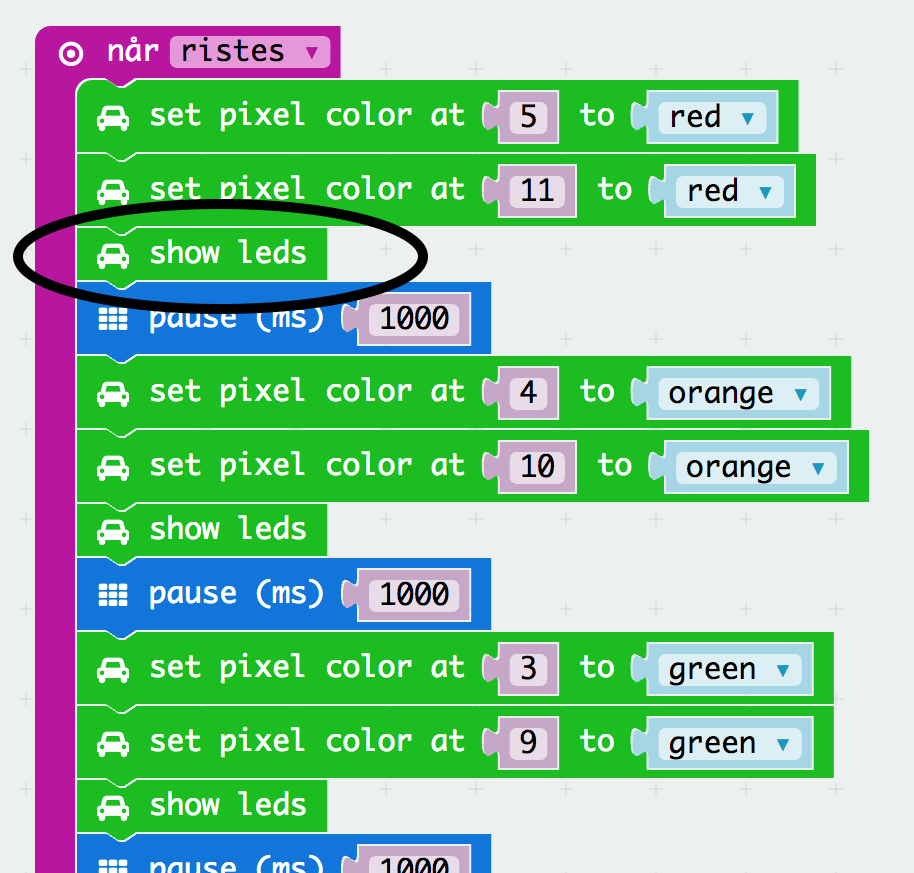 når ristes
set pixel color at 5 to red
set pixel color at 11 to red
show leds
pause (ms) 1000
set pixel color at 4 to orange
set pixel color at 10 to orange
show leds
pause (ms) 1000
set pixel color at 3 to green
set pixel color at 9 to green
show leds
pause (ms) 1000